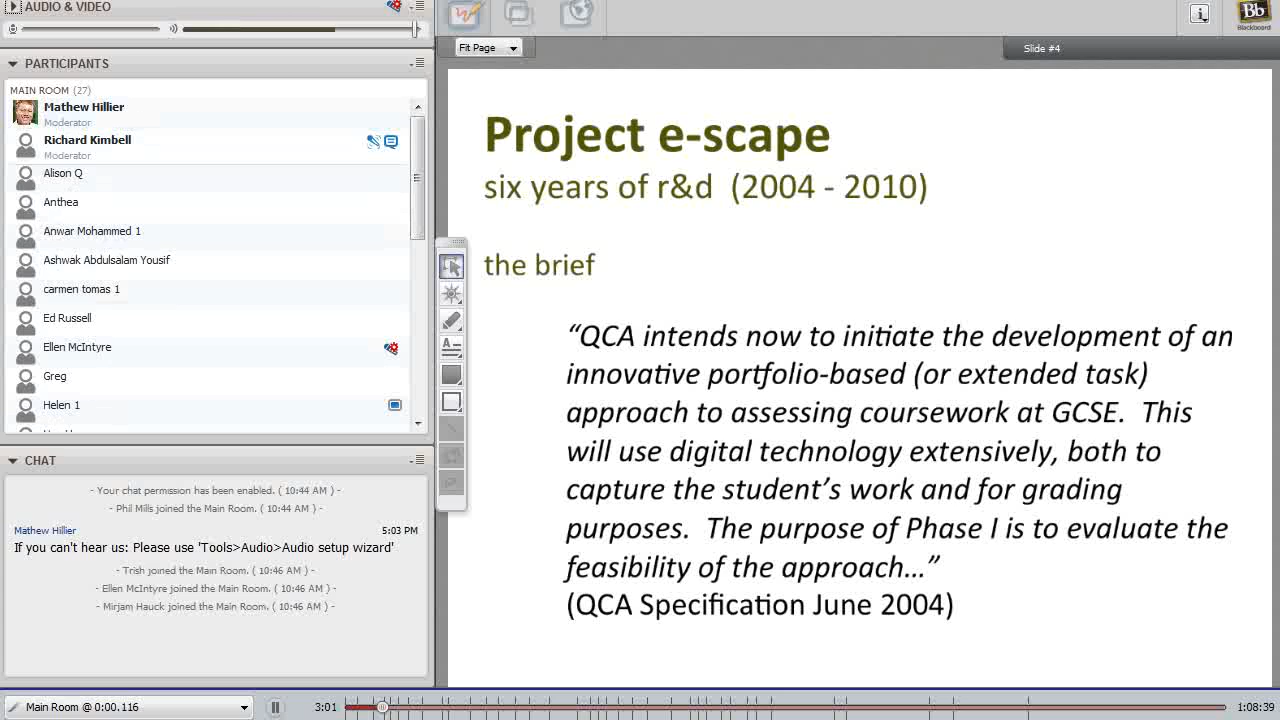 AUDIO & VIDEO
PARTICIPANTS
MAIN ROOM (27)
Mathew Hillier
Moderator
Richard Kimbell
Moderator
Alison Q
Anthea
Anwar Mohammed 1
Ashwak Abdulsalam Yousif
carmen tomas 1
Ed Russell
Ellen McIntyre
Greg
Helen 1
CHAT
- Your chat permission has been enabled. ( 10:44 AM ) -
- Phil Mills joined the Main Room. ( 10:44 AM ) -
Mathew Hillier 5:03 PM
If you can't hear us: Please use 'Tools>Audio>Audio setup wizard'
- Trish joined the Main Room. ( 10:46 AM ) -
- Ellen McIntyre joined the Main Room. ( 10:46 AM ) -
- Mirjam Hauck joined the Main Room. ( 10:46 AM ) -
Main Room @ 0:00.116
3:01
1:08:39
Bb
Blackboard
Fit Page
Slide #4
Project e-scape
six years of r&d (2004 - 2010)
the brief
“QCA intends now to initiate the development of an
innovative portfolio-based (or extended task)
approach to assessing coursework at GCSE. This
will use digital technology extensively, both to
capture the student’s work and for grading
purposes. The purpose of Phase I is to evaluate the
feasibility of the approach…”
(QCA Specification June 2004)